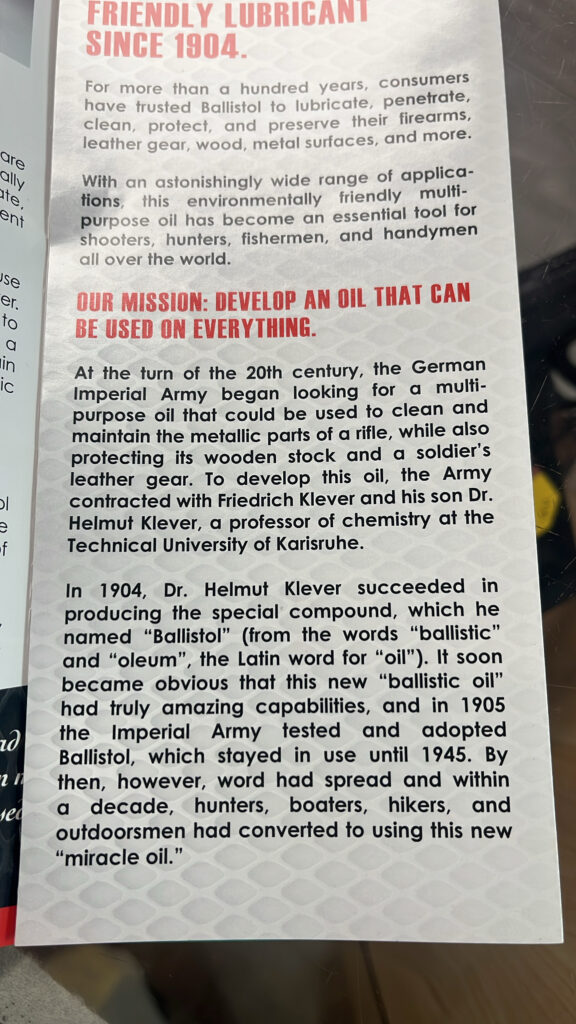 FRIENDLY LUBRICANT
SINCE 1904.
For more than a hundred years, consumers
have trusted Ballistol to lubricate, penetrate,
clean, protect, and preserve their firearms,
leather gear, wood, metal surfaces, and more.
With an astonishingly wide range of applica-
tions, this environmentally friendly multi-
purpose oil has become an essential tool for
shooters, hunters, fishermen, and handymen
all over the world.
OUR MISSION: DEVELOP AN OIL THAT CAN
BE USED ON EVERYTHING.
At the turn of the 20th century, the German
Imperial Army began looking for a multi-
purpose oil that could be used to clean and
maintain the metallic parts of a rifle, while also
protecting its wooden stock and a soldier's
leather gear. To develop this oil, the Army
contracted with Friedrich Klever and his son Dr.
Helmut Klever, a professor of chemistry at the
Technical University of Karisruhe.
In 1904, Dr. Helmut Klever succeeded in
producing the special compound, which he
named "Ballistol" (from the words "ballistic"
and "oleum", the Latin word for "oil"). It soon
became obvious that this new "ballistic oil"
had truly amazing capabilities, and in 1905
the Imperial Army tested and adopted
Ballistol, which stayed in use until 1945. By
then, however, word had spread and within
a decade, hunters, boaters, hikers, and
outdoorsmen had converted to using this new
"miracle oil."